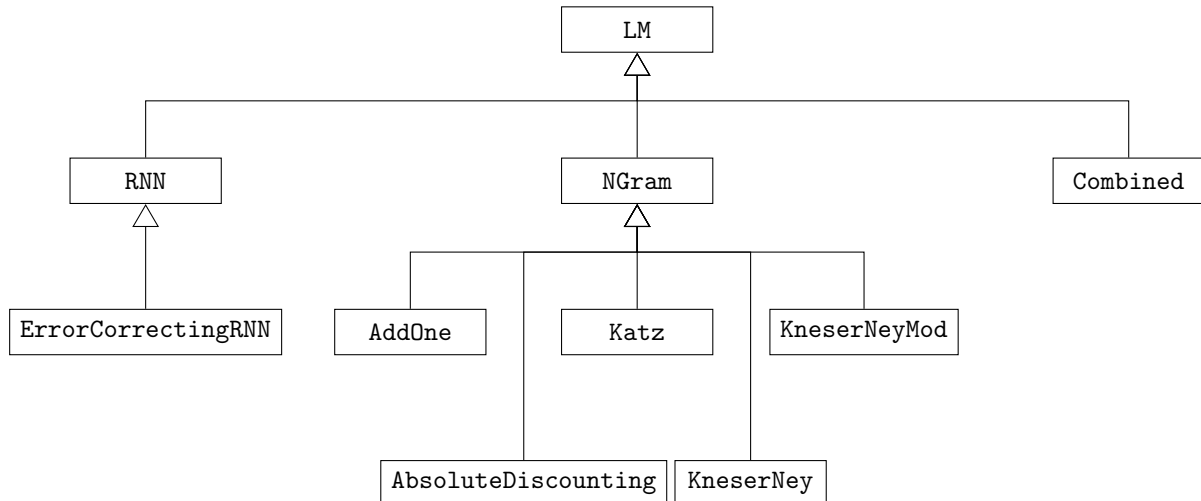 LM
RNN
NGram
Combined
ErrorCorrectingRNN
AddOne
Katz
KneserNeyMod
AbsoluteDiscounting
KneserNey